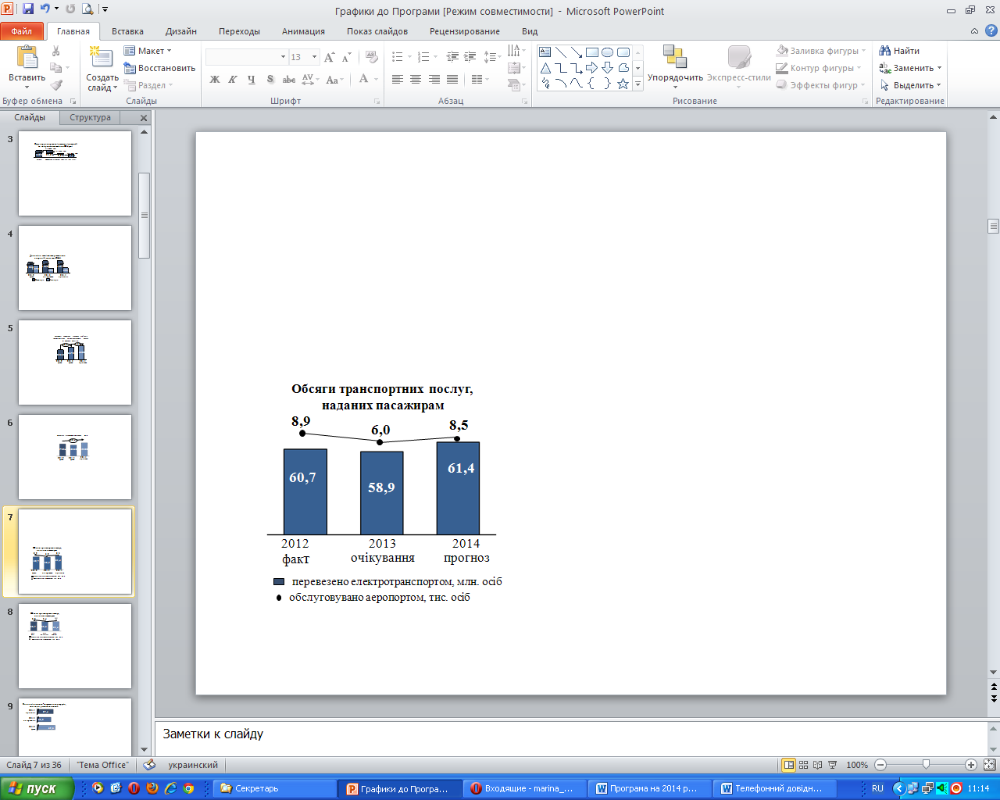 Графики до Програми [Режим совместимости] - Microsoft PowerPoint
Файл Главная Вставка Дизайн Переходы Анимация Показ слайдов Рецензирование Вид
Вставить
Буфер обмена
Создать слайд
Макет
Восстановить
Раздел
Слайды
13
Ж К Ч S abc AV Aa A
Шрифт
Абзац
Упорядочить
Экспресс-стили
Заливка фигуры
Контур фигуры
Эффекты фигур
Рисование
Найти
Заменить
Выделить
Редактирование
Слайды Структура
3
4
5
6
7
8
9
Обсяги транспортних послуг,
наданих пасажирам
8,9 6,0 8,5
60,7 58,9 61,4
2012 2013 2014
факт очікування прогноз
перевезено електротранспортом, млн. осіб
обслуговувано аеропортом, тис. осіб
Заметки к слайду
Слайд 7 из 36 "Тема Office" украинский 100%
пуск Секретарь Графики до Програ... Входящие - marina_... Програма на 2014 р... Телефонний довідн... RU 11:14